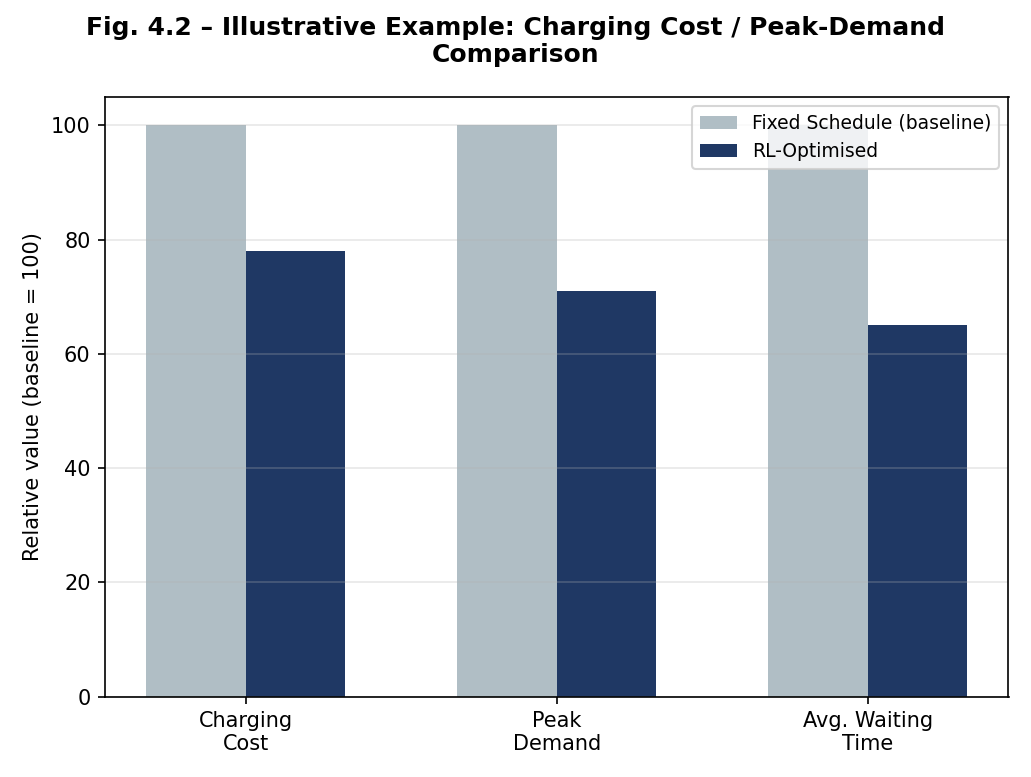 Fig. 4.2 – Illustrative Example: Charging Cost / Peak-Demand
Comparison
Relative value (baseline = 100)
100
80
60
40
20
0
Fixed Schedule (baseline)
RL-Optimised
Charging
Cost
Peak
Demand
Avg. Waiting
Time